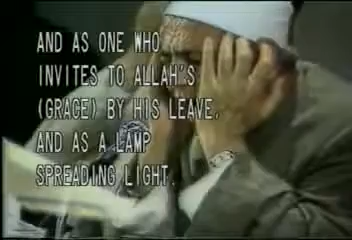 AND AS ONE WHO
INVITES TO ALLAH'S
(GRACE) BY HIS LEAVE,
AND AS A LAMP
SPREADING LIGHT.